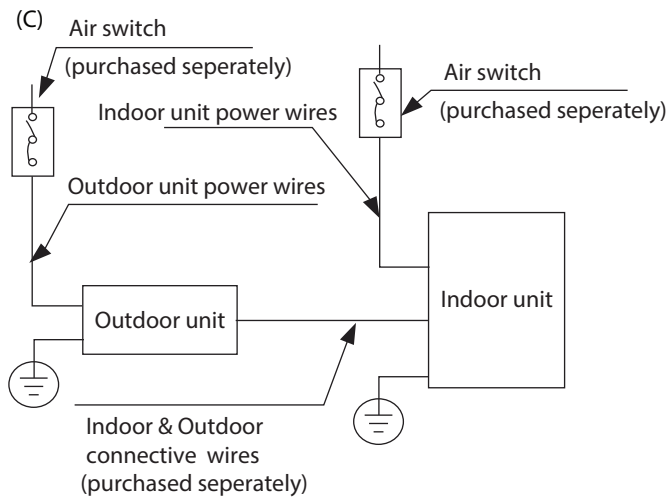 (C)
Air switch
(purchased seperately)
Air switch
(purchased seperately)
Indoor unit power wires
Outdoor unit power wires
Outdoor unit
Indoor unit
Indoor & Outdoor
connective wires
(purchased seperately)